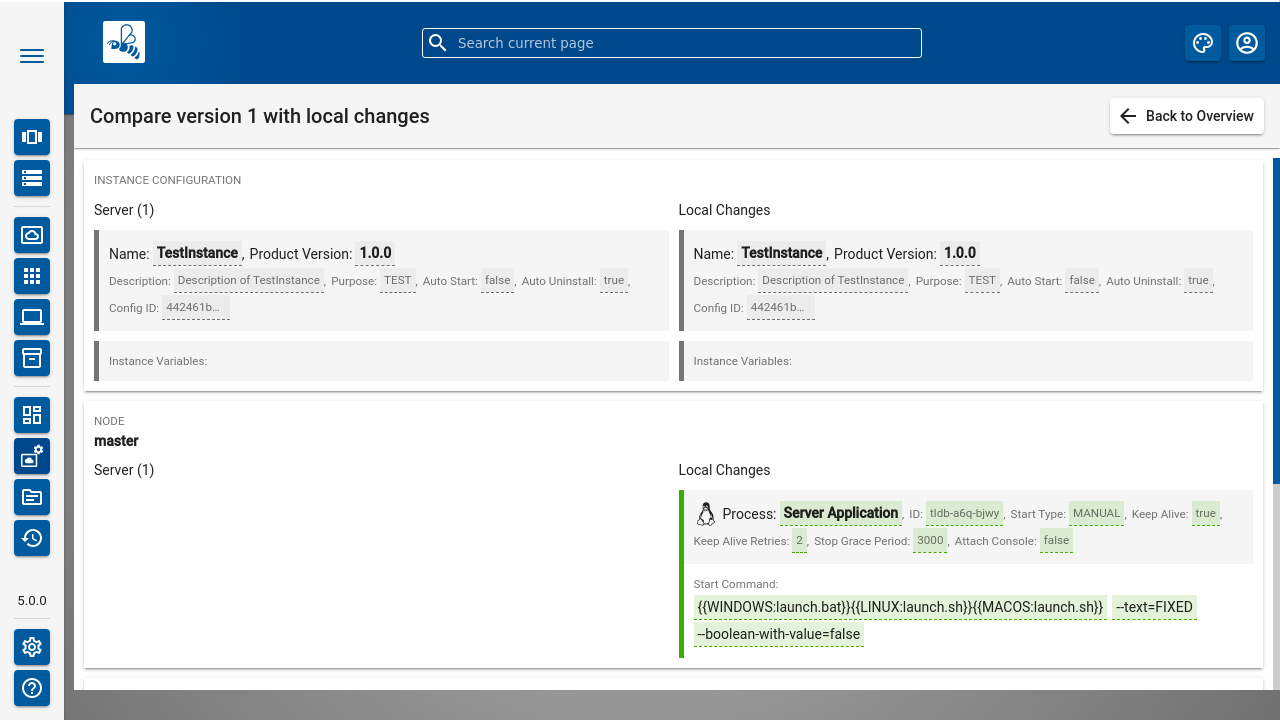 Search current page
Compare version 1 with local changes
Back to Overview
INSTANCE CONFIGURATION
Server (1)
Local Changes
Name: TestInstance, Product Version: 1.0.0
Description: Description of TestInstance, Purpose: TEST, Auto Start: false, Auto Uninstall: true,
Config ID: 442461b…
Name: TestInstance, Product Version: 1.0.0
Description: Description of TestInstance, Purpose: TEST, Auto Start: false, Auto Uninstall: true,
Config ID: 442461b…
Instance Variables:
Instance Variables:
NODE
master
Server (1)
Local Changes
Process: Server Application, ID: tldb-a6q-bjwy, Start Type: MANUAL, Keep Alive: true,
Keep Alive Retries: 2, Stop Grace Period: 3000, Attach Console: false
Start Command:
{{WINDOWS:launch.bat}}{{LINUX:launch.sh}}{{MACOS:launch.sh}} --text=FIXED
--boolean-with-value=false
5.0.0